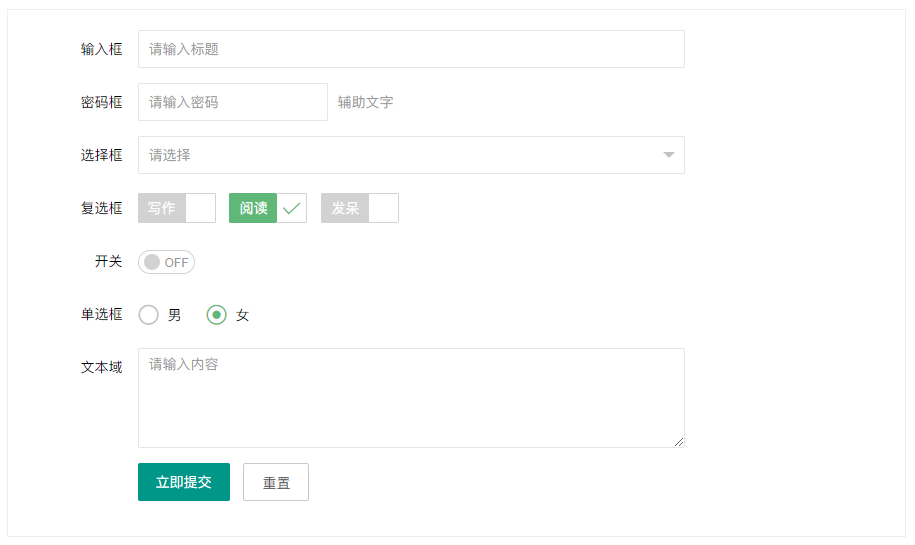 输入框 请输入标题
密码框 请输入密码 辅助文字
选择框 请选择
复选框 写作 阅读 发呆
开关 OFF
单选框 男 女
文本域 请输入内容
立即提交 重置